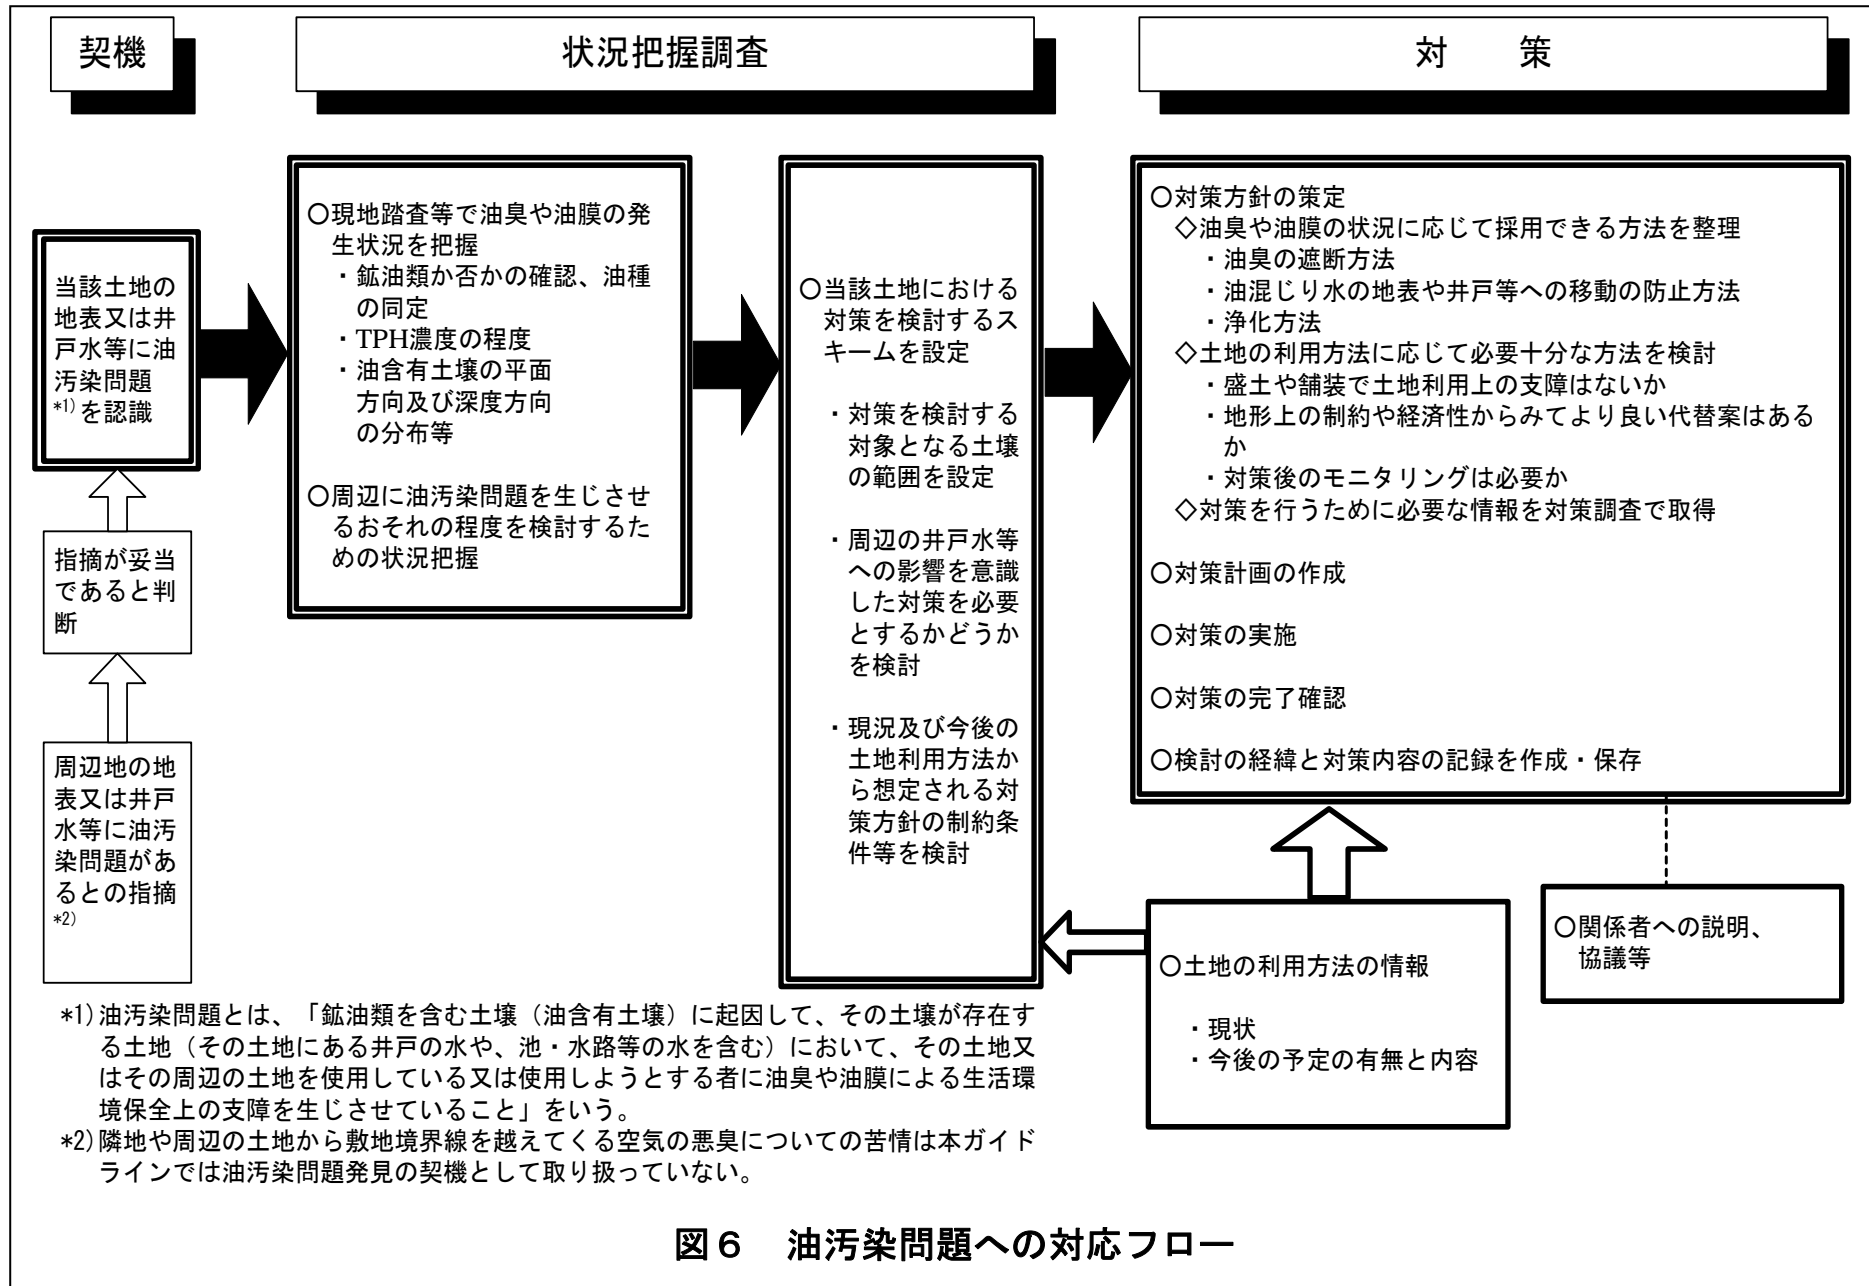 契機
状況把握調査
対　　策
当該土地の
地表又は井
戸水等に油
汚染問題
*1)を認識
指摘が妥当
であると判
断
周辺地の地
表又は井戸
水等に油汚
染問題があ
るとの指摘
*2)
〇現地踏査等で油臭や油膜の発
生状況を把握
・鉱油類か否かの確認、油種
の同定
・TPH濃度の程度
・油含有土壌の平面
方向及び深度方向
の分布等
〇周辺に油汚染問題を生じさせ
るおそれの程度を検討するた
めの状況把握
〇当該土地における
対策を検討するス
キームを設定
・対策を検討する
対象となる土壌
の範囲を設定
・周辺の井戸水等
への影響を意識
した対策を必要
とするかどうか
を検討
・現況及び今後の
土地利用方法か
ら想定される対
策方針の制約条
件等を検討
〇対策方針の策定
◇油臭や油膜の状況に応じて採用できる方法を整理
・油臭の遮断方法
・油混じり水の地表や井戸等への移動の防止方法
・浄化方法
◇土地の利用方法に応じて必要十分な方法を検討
・盛土や舗装で土地利用上の支障はないか
・地形上の制約や経済性からみてより良い代替案はある
か
・対策後のモニタリングは必要か
◇対策を行うために必要な情報を対策調査で取得
〇対策計画の作成
〇対策の実施
〇対策の完了確認
〇検討の経緯と対策内容の記録を作成・保存
〇土地の利用方法の情報
・現状
・今後の予定の有無と内容
〇関係者への説明、
協議等
*1)油汚染問題とは、「鉱油類を含む土壌（油含有土壌）に起因して、その土壌が存在す
る土地（その土地にある井戸の水や、池・水路等の水を含む）において、その土地又
はその周辺の土地を使用している又は使用しようとする者に油臭や油膜による生活環
境保全上の支障を生じさせていること」をいう。
*2)隣地や周辺の土地から敷地境界線を越えてくる空気の悪臭についての苦情は本ガイド
ラインでは油汚染問題発見の契機として取り扱っていない。
図６　油汚染問題への対応フロー